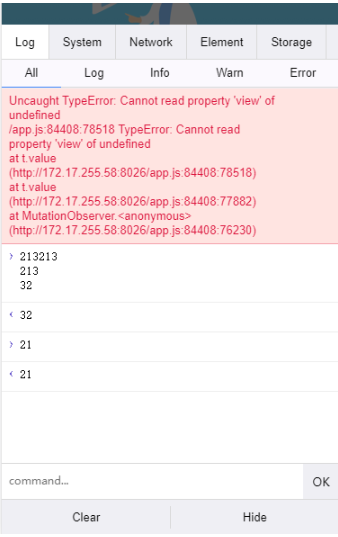 Log System Network Element Storage
All Log Info Warn Error
Uncaught TypeError: Cannot read property 'view' of
undefined
/app.js:84408:78518 TypeError: Cannot read
property 'view' of undefined
at t.value
(http://172.17.255.58:8026/app.js:84408:78518)
at t.value
(http://172.17.255.58:8026/app.js:84408:77882)
at MutationObserver.<anonymous>
(http://172.17.255.58:8026/app.js:84408:76230)
› 213213
213
32
‹ 32
› 21
‹ 21
command... OK
Clear Hide